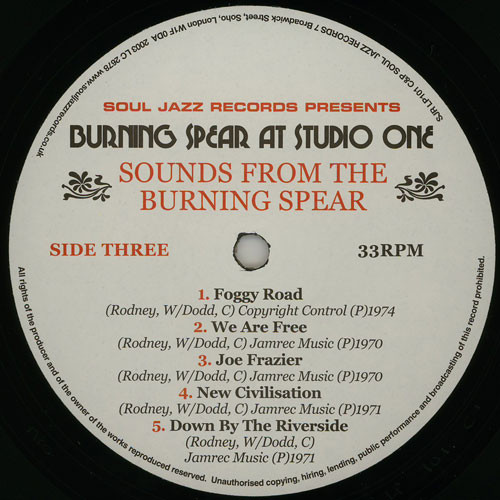 SOUL JAZZ RECORDS PRESENTS
BURNING SPEAR AT STUDIO ONE
SOUNDS FROM THE
BURNING SPEAR
SIDE THREE
33RPM
1. Foggy Road
(Rodney, W/Dodd, C) Copyright Control (P)1974
2. We Are Free
(Rodney, W/Dodd, C) Jamrec Music (P)1970
3. Joe Frazier
(Rodney, W/Dodd, C) Jamrec Music (P)1970
4. New Civilisation
(Rodney, W/Dodd, C) Jamrec Music (P)1971
5. Down By The Riverside
(Rodney, W/Dodd, C)
Jamrec Music (P)1971
All rights of the producer and of the owner of the works reproduced reserved. Unauthorised copying, hiring, lending, public performance and broadcasting of this record prohibited.
SJR LP101 C&P SOUL JAZZ RECORDS 7 Broadwick Street, Soho, London W1F 0DA 2003 LC 2678 www.souljazzrecords.co.uk